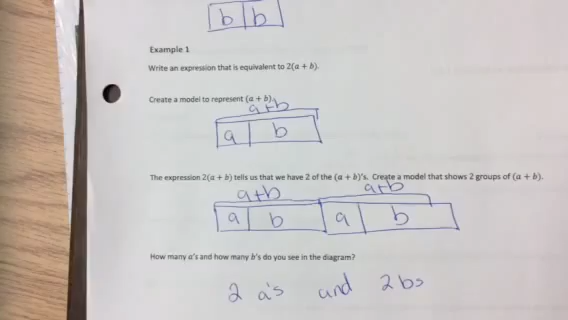 b b
Example 1
Write an expression that is equivalent to 2(a + b).
Create a model to represent (a + b).
a+b
a b
The expression 2(a + b) tells us that we have 2 of the (a + b)'s. Create a model that shows 2 groups of (a + b).
a+b a+b
a b a b
How many a's and how many b's do you see in the diagram?
2 a's and 2 bs